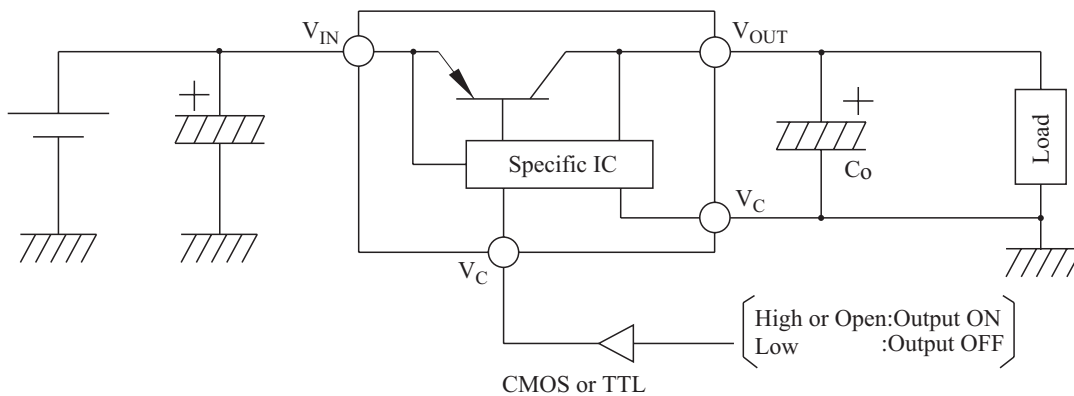 VIN
VOUT
+
+
Specific IC
Co
Load
VC
VC
High or Open:Output ON
Low :Output OFF
CMOS or TTL